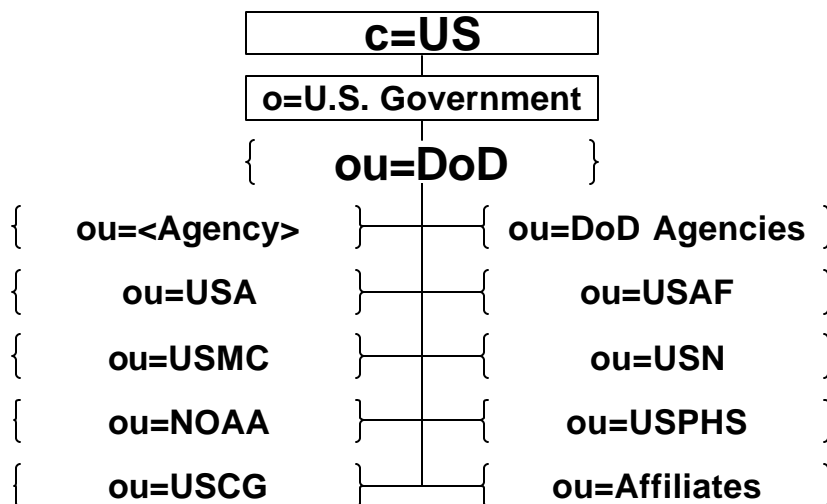 c=US
o=U.S. Government
ou=DoD
ou=<Agency> ou=DoD Agencies
ou=USA ou=USAF
ou=USMC ou=USN
ou=NOAA ou=USPHS
ou=USCG ou=Affiliates